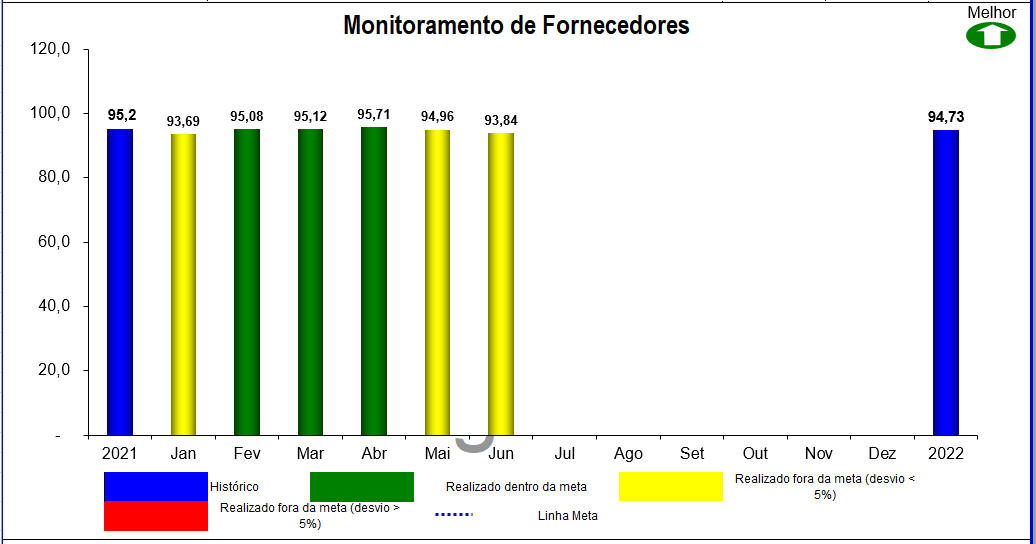 Melhor
Monitoramento de Fornecedores
120,0
100,0
80,0
60,0
40,0
20,0
-
95,2
93,69
95,08
95,12
95,71
94,96
93,84
94,73
2021 Jan Fev Mar Abr Mai Jun Jul Ago Set Out Nov Dez 2022
Histórico
Realizado dentro da meta
Realizado fora da meta (desvio <
5%)
Realizado fora da meta (desvio >
5%)
Linha Meta